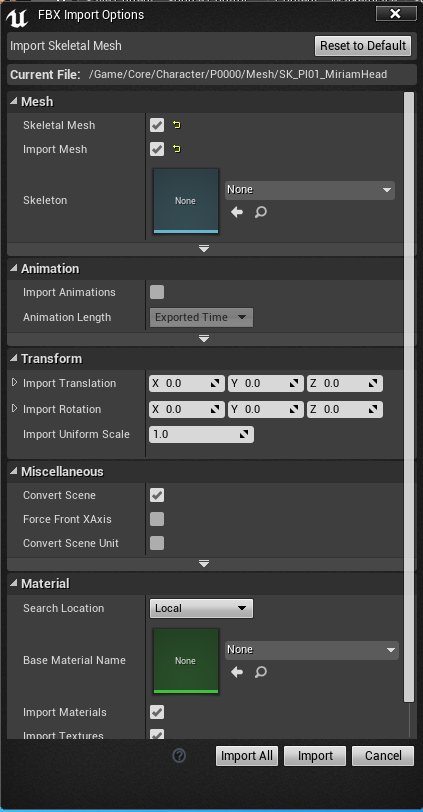 FBX Import Options
Import Skeletal Mesh
Reset to Default
Current File: /Game/Core/Character/P0000/Mesh/SK_Pl01_MiriamHead
Mesh
Skeletal Mesh
Import Mesh
Skeleton None None
Animation
Import Animations
Animation Length Exported Time
Transform
Import Translation X 0.0 Y 0.0 Z 0.0
Import Rotation X 0.0 Y 0.0 Z 0.0
Import Uniform Scale 1.0
Miscellaneous
Convert Scene
Force Front XAxis
Convert Scene Unit
Material
Search Location Local
Base Material Name None None
Import Materials
Import Textures
? Import All Import Cancel